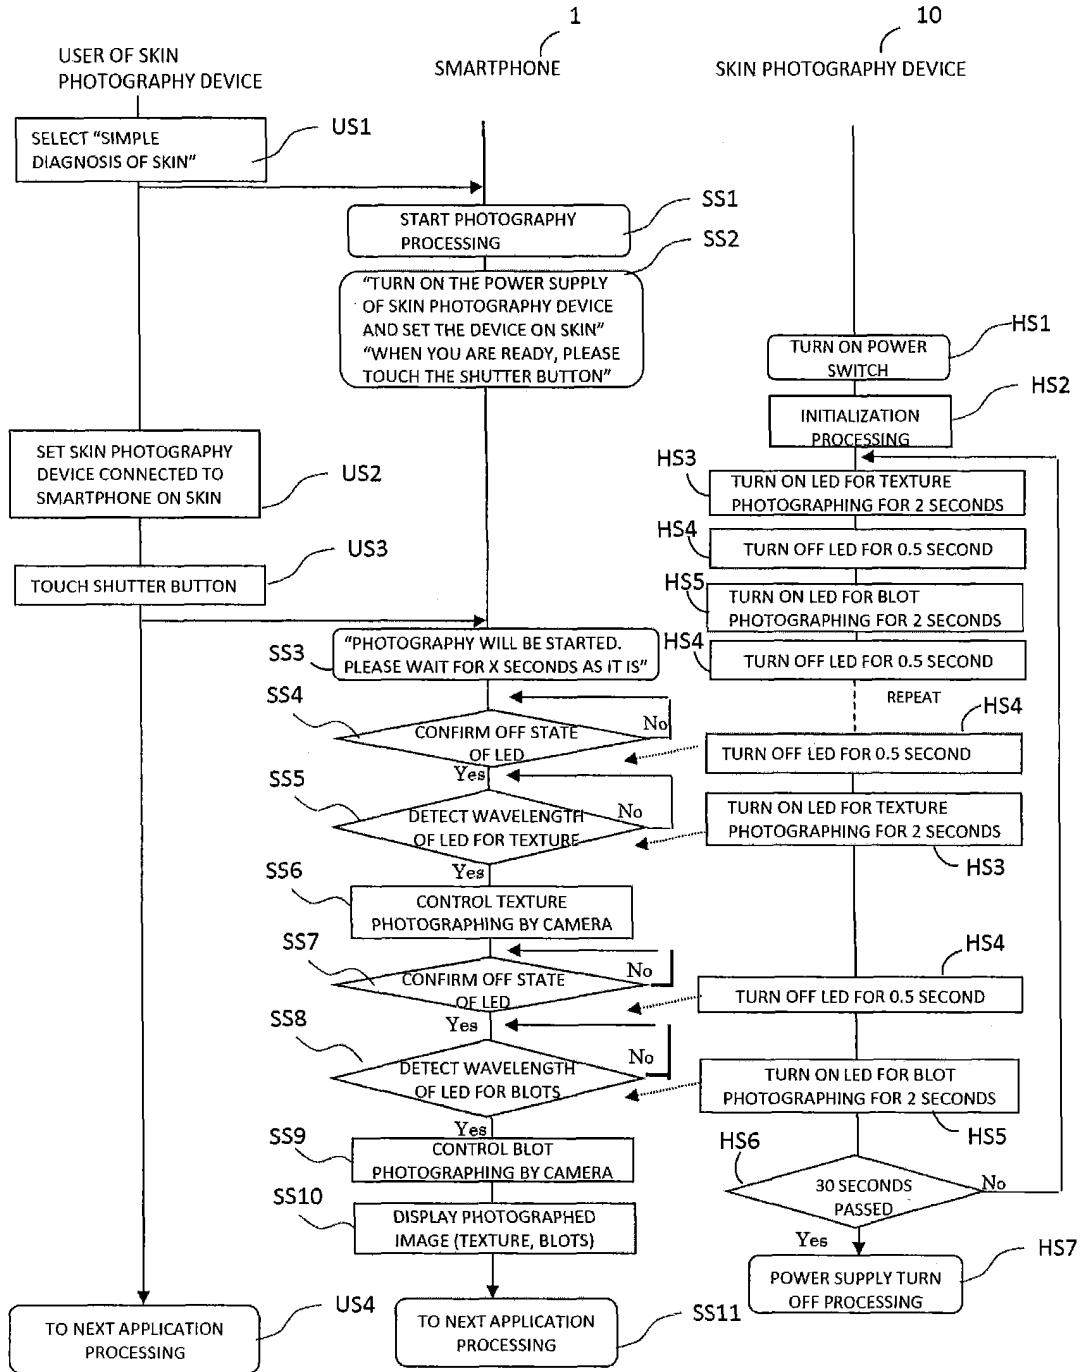 1
10
USER OF SKIN
PHOTOGRAPHY DEVICE
SMARTPHONE
SKIN PHOTOGRAPHY DEVICE
US1
SELECT “SIMPLE
DIAGNOSIS OF SKIN”
SS1
START PHOTOGRAPHY
PROCESSING
SS2
“TURN ON THE POWER SUPPLY
OF SKIN PHOTOGRAPHY DEVICE
AND SET THE DEVICE ON SKIN”
“WHEN YOU ARE READY, PLEASE
TOUCH THE SHUTTER BUTTON”
HS1
TURN ON POWER
SWITCH
HS2
INITIALIZATION
PROCESSING
SET SKIN PHOTOGRAPHY
DEVICE CONNECTED TO
SMARTPHONE ON SKIN
US2
HS3
TURN ON LED FOR TEXTURE
PHOTOGRAPHING FOR 2 SECONDS
HS4
TURN OFF LED FOR 0.5 SECOND
US3
TOUCH SHUTTER BUTTON
HS5
TURN ON LED FOR BLOT
PHOTOGRAPHING FOR 2 SECONDS
SS3
“PHOTOGRAPHY WILL BE STARTED.
PLEASE WAIT FOR X SECONDS AS IT IS”
HS4
TURN OFF LED FOR 0.5 SECOND
REPEAT
SS4
CONFIRM OFF STATE
OF LED
No
Yes
HS4
TURN OFF LED FOR 0.5 SECOND
SS5
DETECT WAVELENGTH
OF LED FOR TEXTURE
No
Yes
TURN ON LED FOR TEXTURE
PHOTOGRAPHING FOR 2 SECONDS
HS3
SS6
CONTROL TEXTURE
PHOTOGRAPHING BY CAMERA
SS7
CONFIRM OFF STATE
OF LED
No
Yes
HS4
TURN OFF LED FOR 0.5 SECOND
SS8
DETECT WAVELENGTH
OF LED FOR BLOTS
No
Yes
TURN ON LED FOR BLOT
PHOTOGRAPHING FOR 2 SECONDS
HS5
SS9
CONTROL BLOT
PHOTOGRAPHING BY CAMERA
HS6
30 SECONDS
PASSED
No
Yes
SS10
DISPLAY PHOTOGRAPHED
IMAGE (TEXTURE, BLOTS)
HS7
POWER SUPPLY TURN
OFF PROCESSING
US4
TO NEXT APPLICATION
PROCESSING
SS11
TO NEXT APPLICATION
PROCESSING